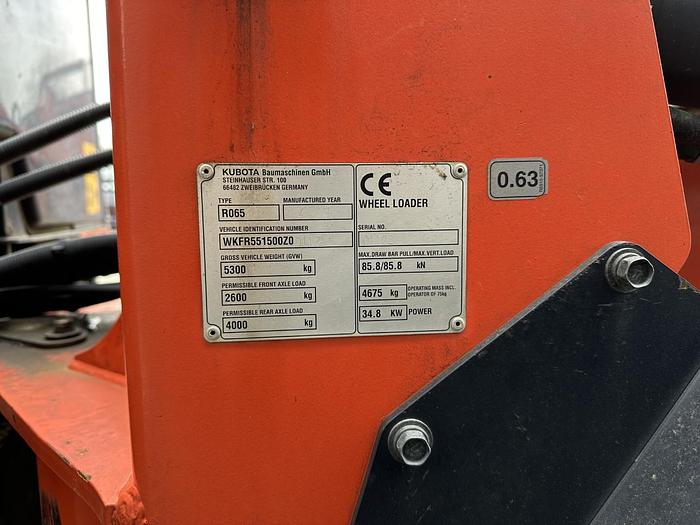 KUBOTA Baumaschinen GmbH
STEINHAUSER STR. 100
66482 ZWEIBRÜCKEN GERMANY
TYPE MANUFACTURED YEAR
R065
VEHICLE IDENTIFICATION NUMBER
WKFR551500Z0
GROSS VEHICLE WEIGHT (GVW)
5300 kg
PERMISSIBLE FRONT AXLE LOAD
2600 kg
PERMISSIBLE REAR AXLE LOAD
4000 kg
CE
WHEEL LOADER
SERIAL NO.
MAX.DRAW BAR PULL/MAX.VERT.LOAD
85.8/85.8 kN
4675 kg OPERATING MASS INCL.
OPERATOR OF 75kg
34.8 KW POWER
0.63